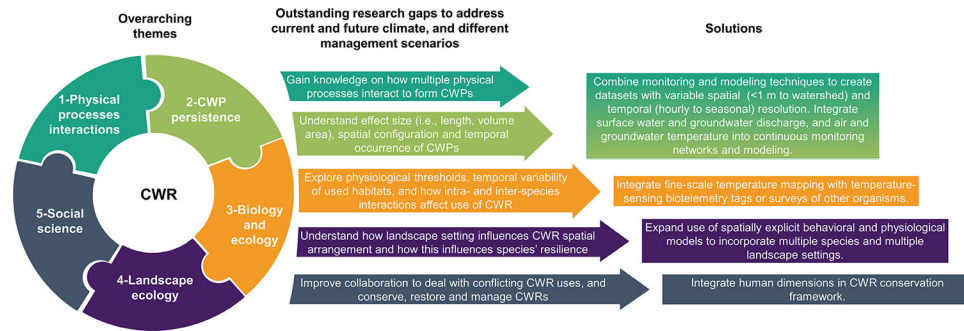 Overarching
themes
Outstanding research gaps to address
current and future climate, and different
management scenarios
Solutions
1-Physical
processes
interactions
2-CWP
persistence
3-Biology and
ecology
4-Landscape
ecology
5-Social
science
CWR
Gain knowledge on how multiple physical
processes interact to form CWPs
Understand effect size (i.e., length, volume
area), spatial configuration and temporal
occurrence of CWPs
Combine monitoring and modeling techniques to create
datasets with variable spatial (<1 m to watershed) and
temporal (hourly to seasonal) resolution. Integrate
surface water and groundwater discharge, and air and
groundwater temperature into continuous monitoring
networks and modeling.
Explore physiological thresholds, temporal variability
of used habitats, and how intra- and inter-species
interactions affect use of CWR
Integrate fine-scale temperature mapping with temperature-
sensing biotelemetry tags or surveys of other organisms.
Understand how landscape setting influences CWR spatial
arrangement and how this influences species' resilience
Expand use of spatially explicit behavioral and physiological
models to incorporate multiple species and multiple
landscape settings.
Improve collaboration to deal with conflicting CWR uses, and
conserve, restore and manage CWRs
Integrate human dimensions in CWR conservation
framework.